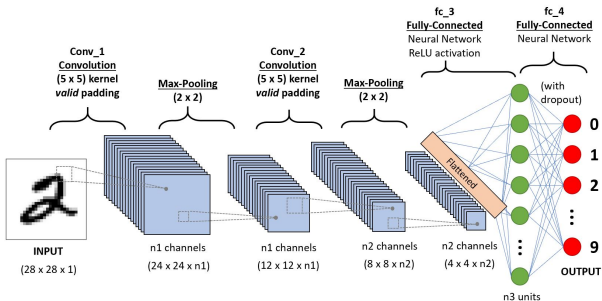 fc_3
Fully-Connected
Neural Network
ReLU activation
fc_4
Fully-Connected
Neural Network
Conv_1
Convolution
(5 x 5) kernel
valid padding
Max-Pooling
(2 x 2)
Conv_2
Convolution
(5 x 5) kernel
valid padding
Max-Pooling
(2 x 2)
(with
dropout)
Flattened
0
1
2
9
INPUT
(28 x 28 x 1)
n1 channels
(24 x 24 x n1)
n1 channels
(12 x 12 x n1)
n2 channels
(8 x 8 x n2)
n2 channels
(4 x 4 x n2)
n3 units
OUTPUT
2